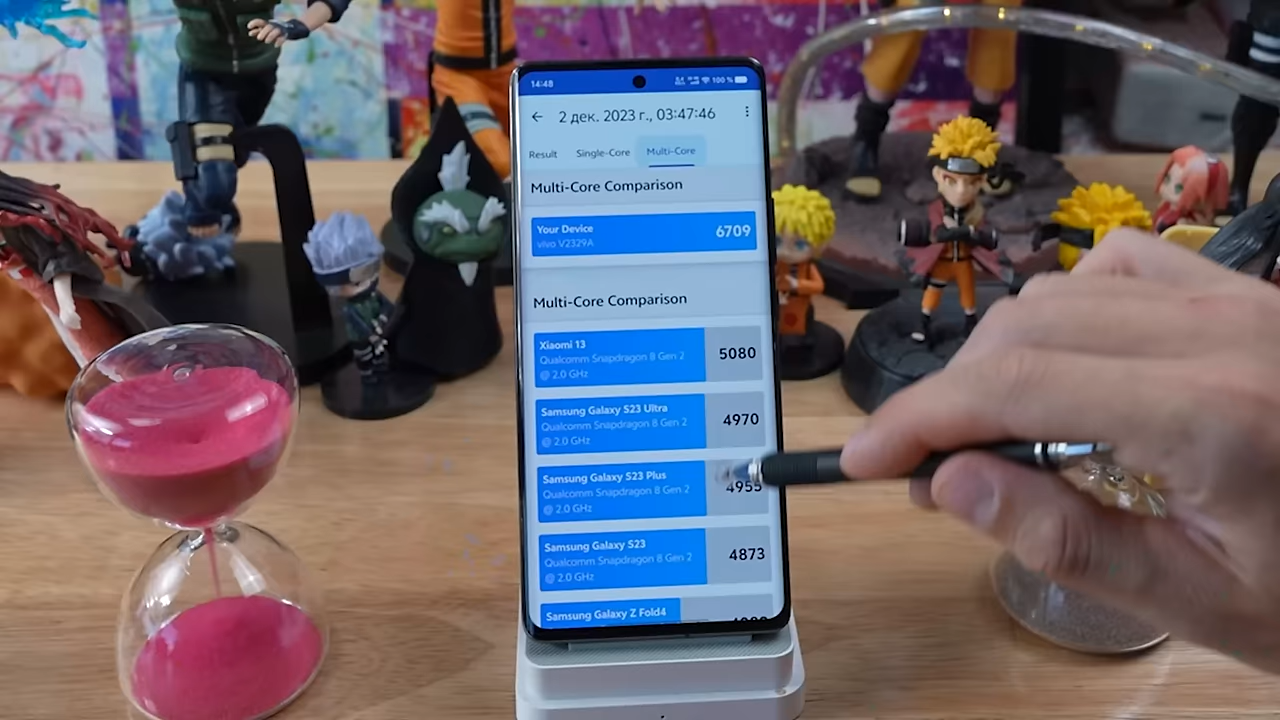 14:48
100 %
2 дек. 2023 г., 03:47:46
Result Single-Core Multi-Core
Multi-Core Comparison
Your Device
vivo V2329A
6709
Multi-Core Comparison
Xiaomi 13
Qualcomm Snapdragon 8 Gen 2
@ 2.0 GHz
5080
Samsung Galaxy S23 Ultra
Qualcomm Snapdragon 8 Gen 2
@ 2.0 GHz
4970
Samsung Galaxy S23 Plus
Qualcomm Snapdragon 8 Gen 2
@ 2.0 GHz
4955
Samsung Galaxy S23
Qualcomm Snapdragon 8 Gen 2
@ 2.0 GHz
4873
Samsung Galaxy Z Fold4